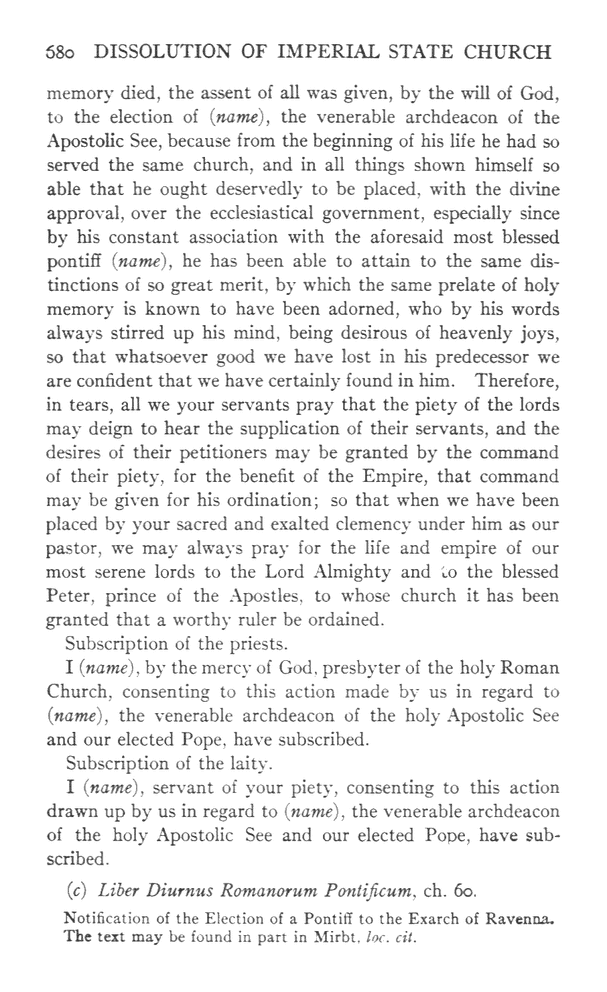 680 DISSOLUTION OF IMPERIAL STATE CHURCH
memory died, the assent of all was given, by the will of God,
to the election of (name), the venerable archdeacon of the
Apostolic See, because from the beginning of his life he had so
served the same church, and in all things shown himself so
able that he ought deservedly to be placed, with the divine
approval, over the ecclesiastical government, especially since
by his constant association with the aforesaid most blessed
pontiff (name), he has been able to attain to the same dis-
tinctions of so great merit, by which the same prelate of holy
memory is known to have been adorned, who by his words
always stirred up his mind, being desirous of heavenly joys,
so that whatsoever good we have lost in his predecessor we
are confident that we have certainly found in him. Therefore,
in tears, all we your servants pray that the piety of the lords
may deign to hear the supplication of their servants, and the
desires of their petitioners may be granted by the command
of their piety, for the benefit of the Empire, that command
may be given for his ordination; so that when we have been
placed by your sacred and exalted clemency under him as our
pastor, we may always pray for the life and empire of our
most serene lords to the Lord Almighty and to the blessed
Peter, prince of the Apostles, to whose church it has been
granted that a worthy ruler be ordained.
Subscription of the priests.
I (name), by the mercy of God, presbyter of the holy Roman
Church, consenting to this action made by us in regard to
(name), the venerable archdeacon of the holy Apostolic See
and our elected Pope, have subscribed.
Subscription of the laity.
I (name), servant of your piety, consenting to this action
drawn up by us in regard to (name), the venerable archdeacon
of the holy Apostolic See and our elected Pope, have sub-
scribed.
(c) Liber Diurnus Romanorum Pontificum, ch. 60.
Notification of the Election of a Pontiff to the Exarch of Ravenna.
The text may be found in part in Mirbt, loc. cit.